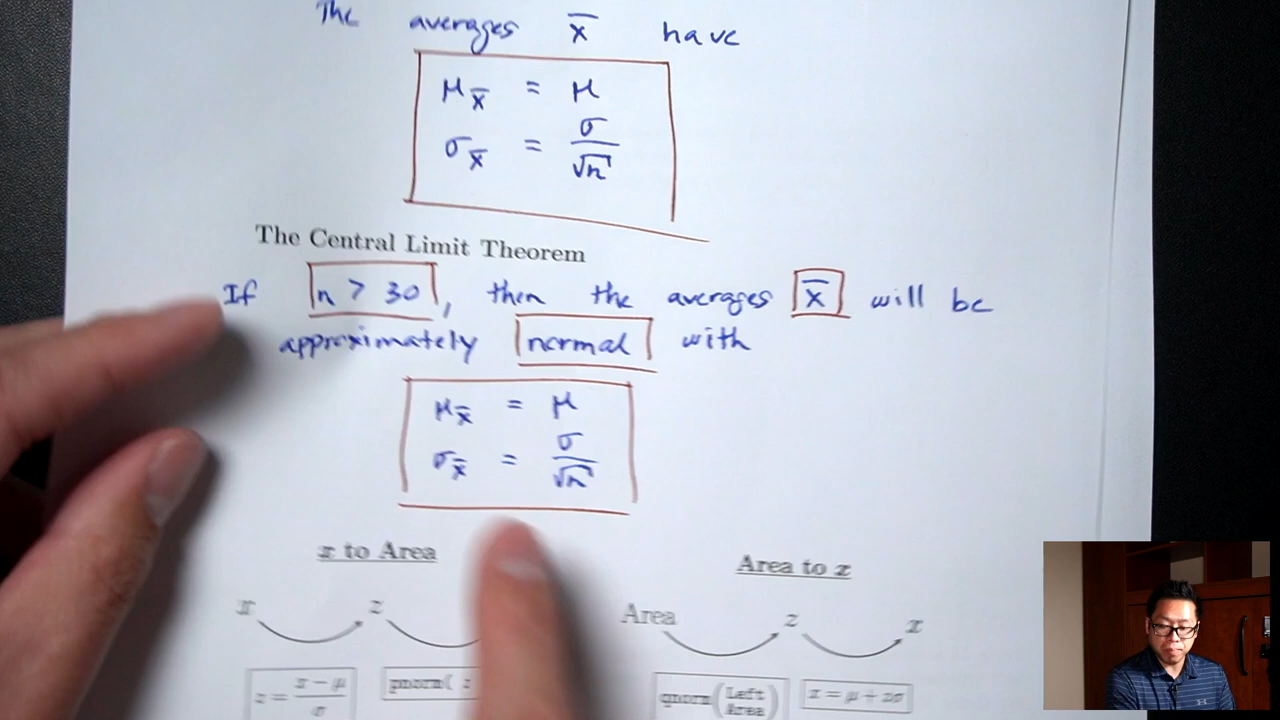 The averages x̄ have
μx̄ = μ
σx̄ = σ/√n
The Central Limit Theorem
If n > 30, then the averages x̄ will be
approximately normal with
μx̄ = μ
σx̄ = σ/√n
x to Area
x z
z = (x − μ)/σ pnorm( z
Area to x
Area z x
qnorm(Left Area) x = μ + zσ